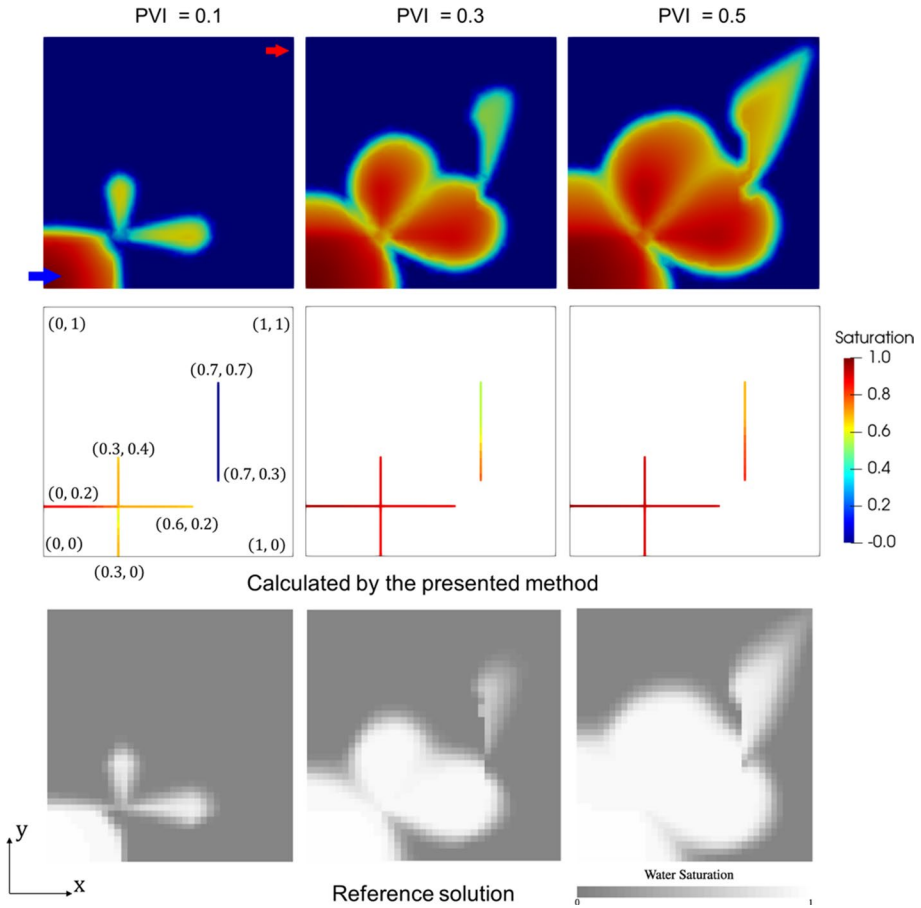 PVI = 0.1 PVI = 0.3 PVI = 0.5
(0, 1) (1, 1)
(0.7, 0.7)
(0.3, 0.4)
(0.7, 0.3)
(0, 0.2)
(0.6, 0.2)
(0, 0) (1, 0)
(0.3, 0)
Saturation
1.0
0.8
0.6
0.4
0.2
-0.0
Calculated by the presented method
y
x
Reference solution
Water Saturation
0 1